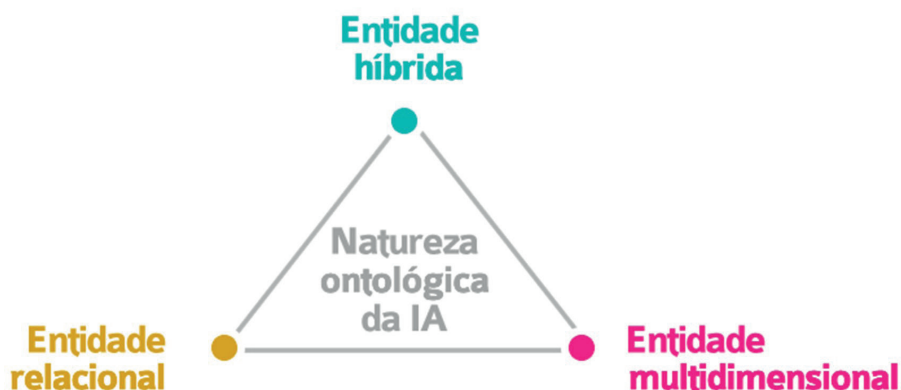 Entidade
híbrida
Natureza
ontológica
da IA
Entidade
relacional
Entidade
multidimensional